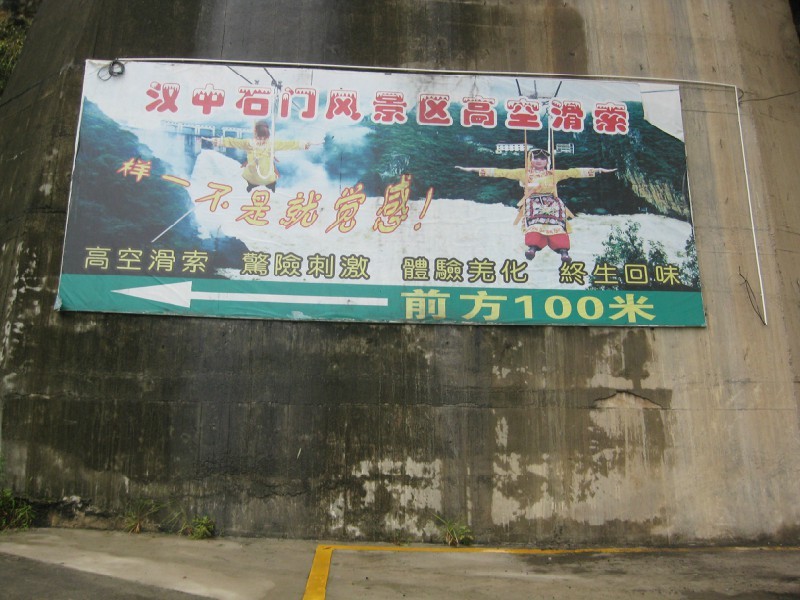 汉中石门风景区高空滑索
样一不是就觉感！
高空滑索 驚險刺激 體驗羌化 終生回味
前方100米